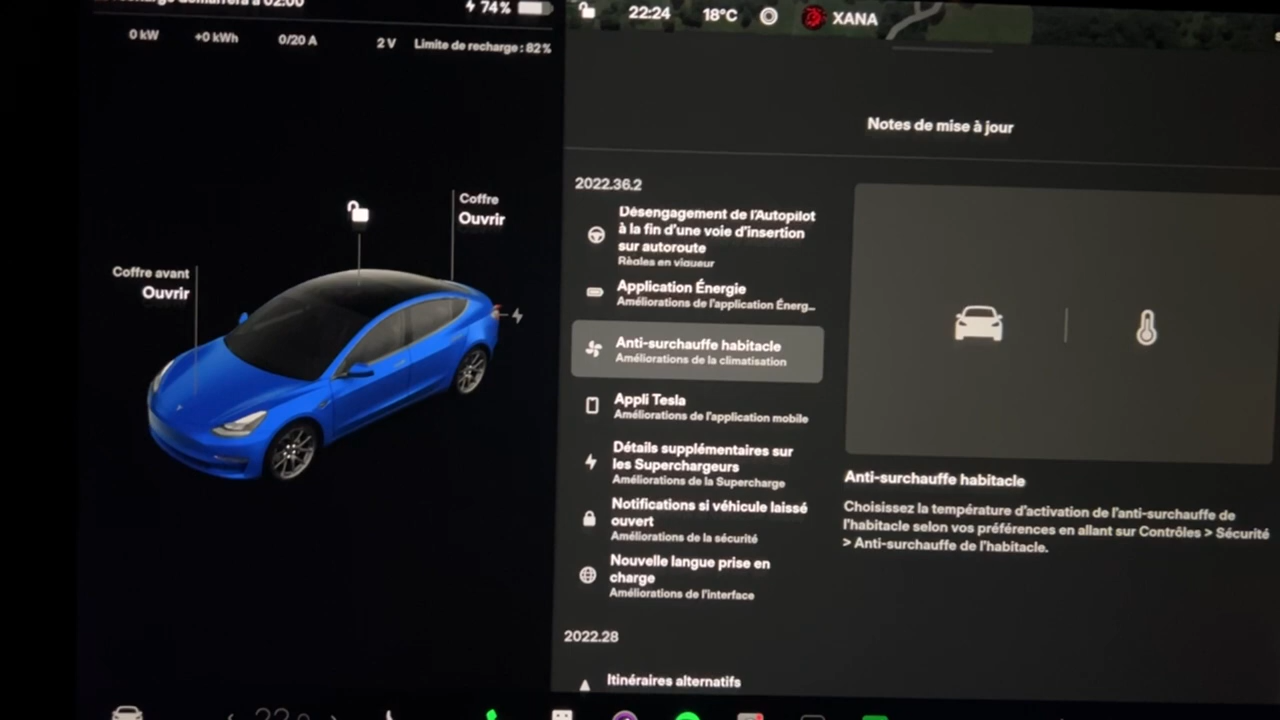 démarrera à 02:00
74%
0 kW +0 kWh 0/20 A 2 V Limite de recharge : 82 %
22:24 18°C XANA
Coffre
Ouvrir
Coffre avant
Ouvrir
Notes de mise à jour
2022.36.2
Désengagement de l'Autopilot
à la fin d'une voie d'insertion
sur autoroute
Règles en vigueur
Application Énergie
Améliorations de l'application Énerg...
Anti-surchauffe habitacle
Améliorations de la climatisation
Appli Tesla
Améliorations de l'application mobile
Détails supplémentaires sur
les Superchargeurs
Améliorations de la Supercharge
Notifications si véhicule laissé
ouvert
Améliorations de la sécurité
Nouvelle langue prise en
charge
Améliorations de l'interface
2022.28
Itinéraires alternatifs
Anti-surchauffe habitacle
Choisissez la température d'activation de l'anti-surchauffe de
l'habitacle selon vos préférences en allant sur Contrôles > Sécurité
> Anti-surchauffe de l'habitacle.